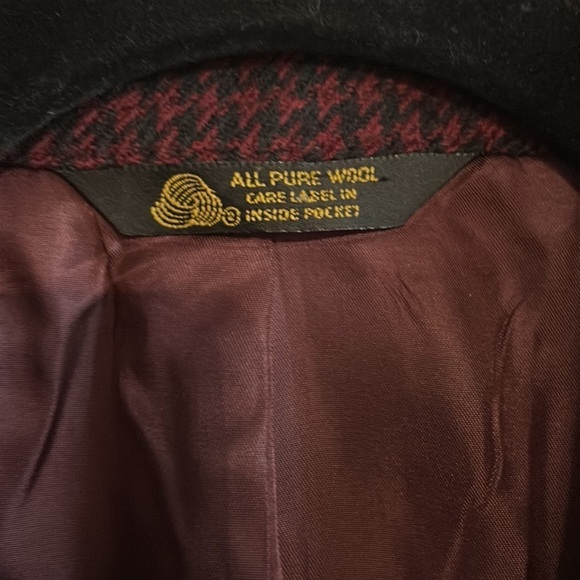 ALL PURE WOOL
CARE LABEL IN
INSIDE POCKET